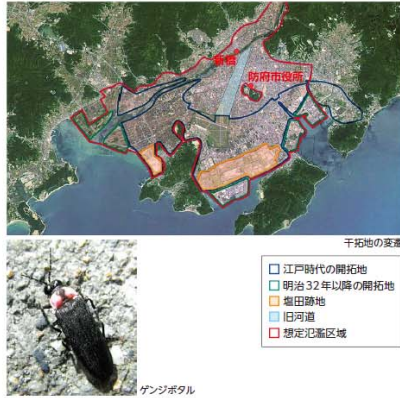 新橋
防府市役所
干拓地の変遷
江戸時代の開拓地
明治32年以降の開拓地
塩田跡地
旧河道
想定氾濫区域
ゲンジボタル